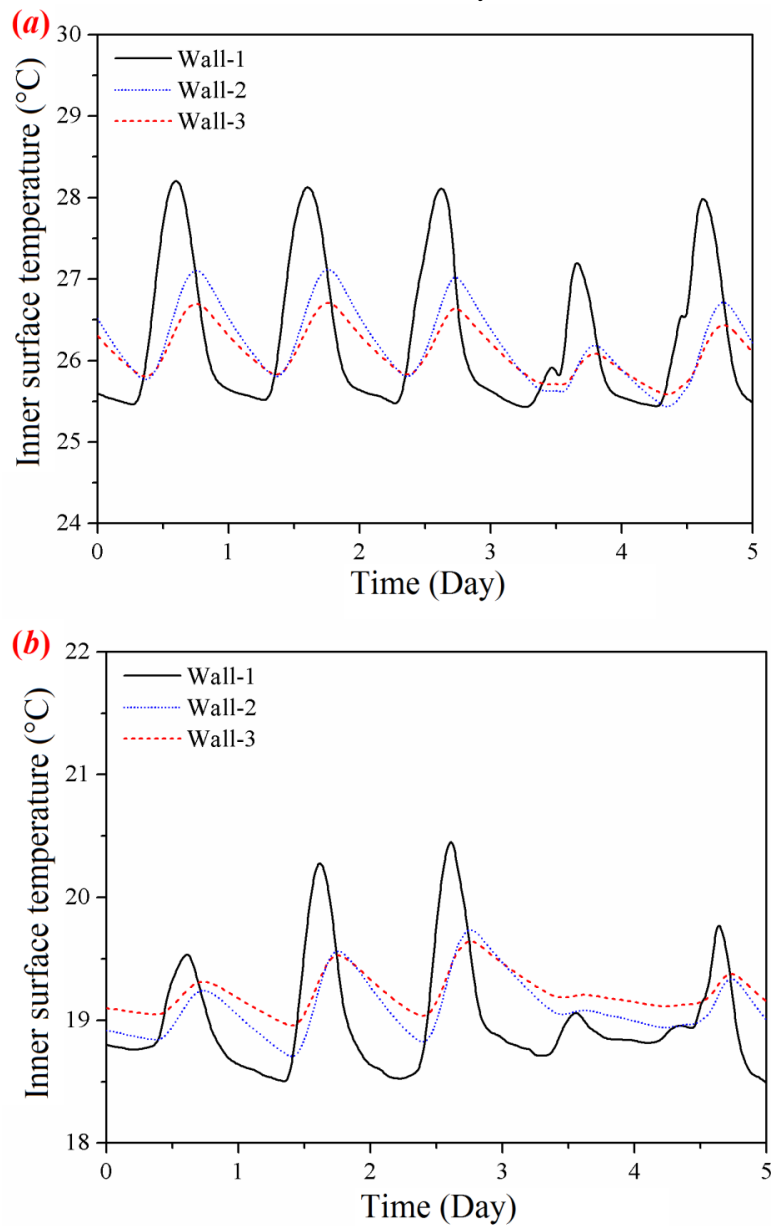 (a)
30
Wall-1
Wall-2
29
Wall-3
28
27
26
25
24
Inner surface temperature (°C)
0 1 2 3 4 5
Time (Day)
(b)
22
Wall-1
Wall-2
Wall-3
21
20
19
18
Inner surface temperature (°C)
0 1 2 3 4 5
Time (Day)